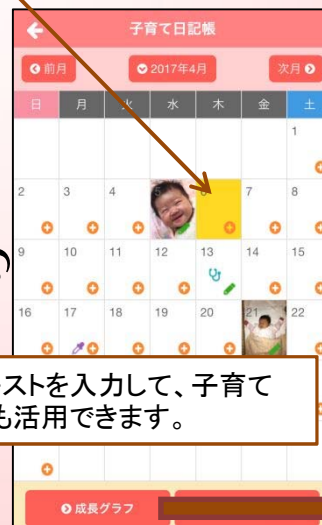 子育て日記帳
前月 2017年4月 次月
日 月 火 水 木 金 土
1
2 3 4 6 7 8
9 10 11 12 13 14 15
16 17 18 19 20 21 22
ストを入力して、子育て
も活用できます。
成長グラフ